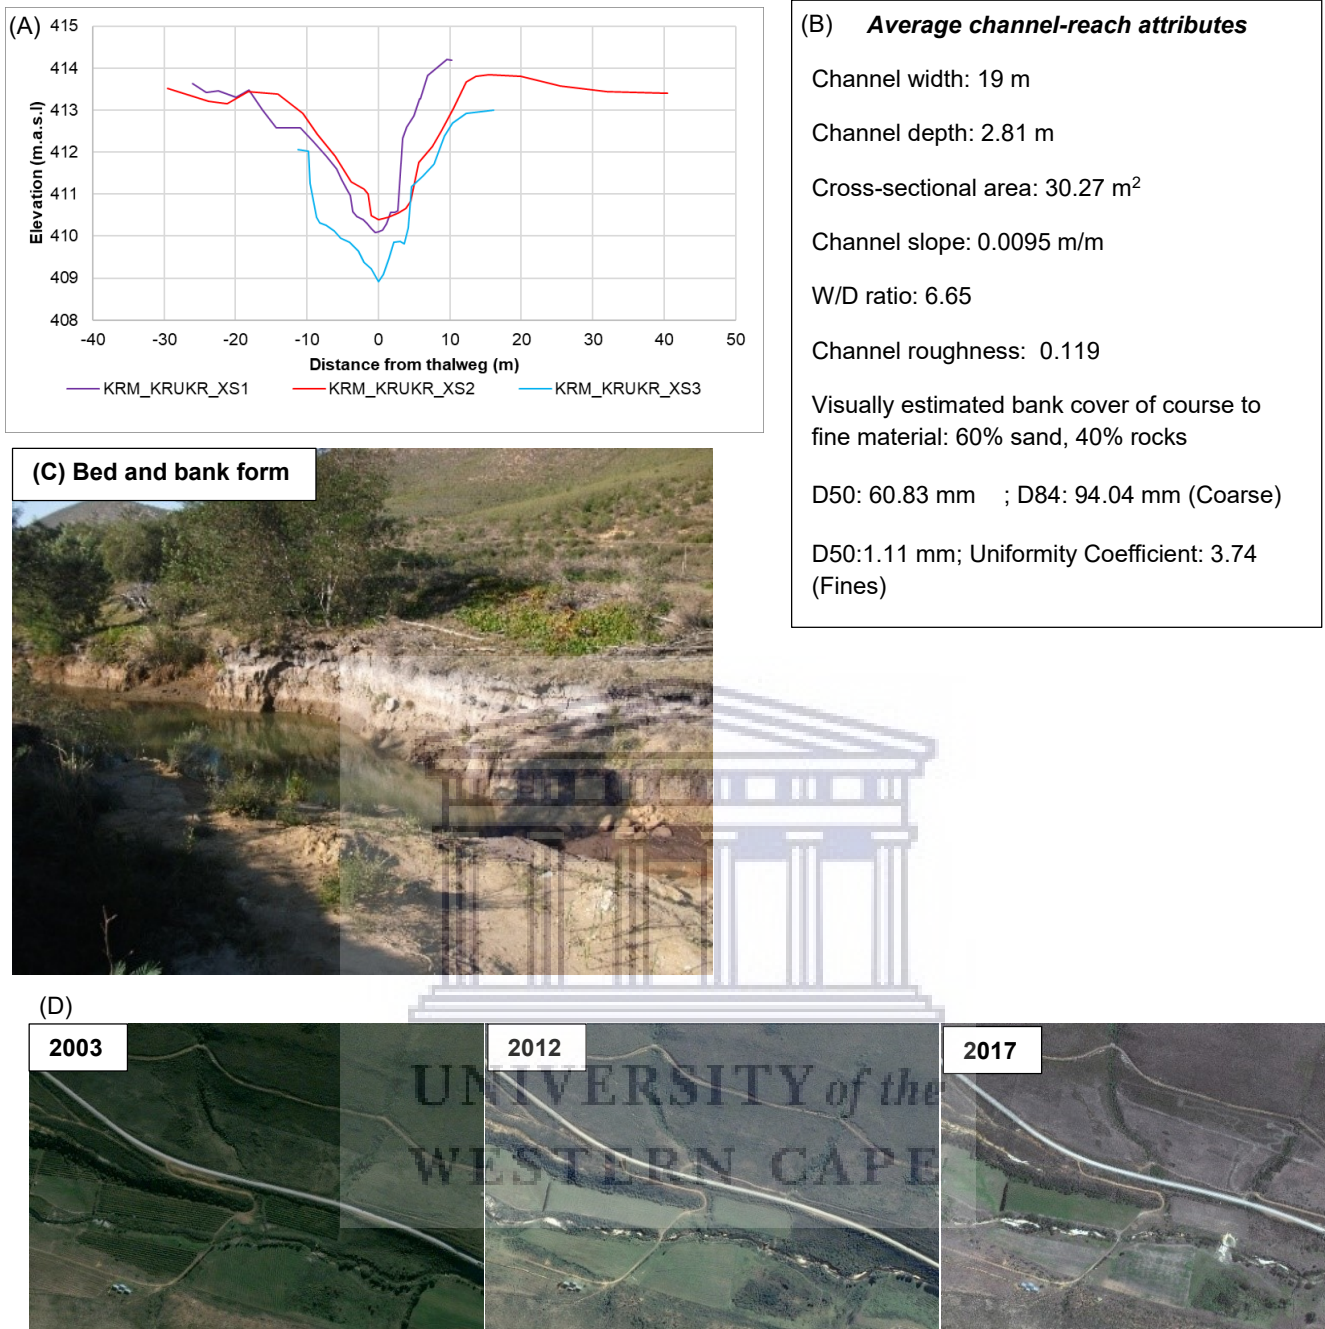 (A)
415
414
413
412
411
410
409
408
Elevation (m.a.s.l)
-40 -30 -20 -10 0 10 20 30 40 50
Distance from thalweg (m)
KRM_KRUKR_XS1 KRM_KRUKR_XS2 KRM_KRUKR_XS3
(B) Average channel-reach attributes
Channel width: 19 m
Channel depth: 2.81 m
Cross-sectional area: 30.27 m²
Channel slope: 0.0095 m/m
W/D ratio: 6.65
Channel roughness: 0.119
Visually estimated bank cover of course to
fine material: 60% sand, 40% rocks
D50: 60.83 mm ; D84: 94.04 mm (Coarse)
D50:1.11 mm; Uniformity Coefficient: 3.74
(Fines)
(C) Bed and bank form
(D)
2003
2012
2017
UNIVERSITY of the
WESTERN CAPE